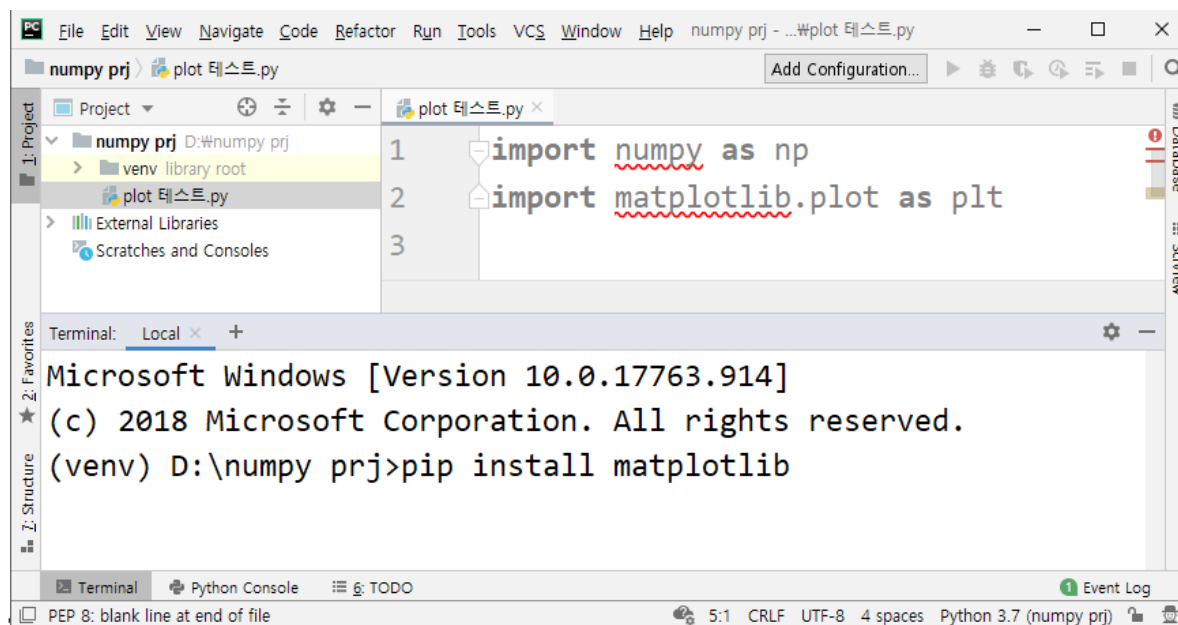 PC File Edit View Navigate Code Refactor Run Tools VCS Window Help numpy prj - ...₩plot 테스트.py
numpy prj plot 테스트.py Add Configuration...
1: Project
Project
plot 테스트.py
numpy prj D:₩numpy prj
venv library root
plot 테스트.py
External Libraries
Scratches and Consoles
1 import numpy as np
2 import matplotlib.plot as plt
3
Database
SciView
2: Favorites
7: Structure
Terminal: Local +
Microsoft Windows [Version 10.0.17763.914]
(c) 2018 Microsoft Corporation. All rights reserved.
(venv) D:\numpy prj>pip install matplotlib
Terminal Python Console 6: TODO 1 Event Log
PEP 8: blank line at end of file 5:1 CRLF UTF-8 4 spaces Python 3.7 (numpy prj)